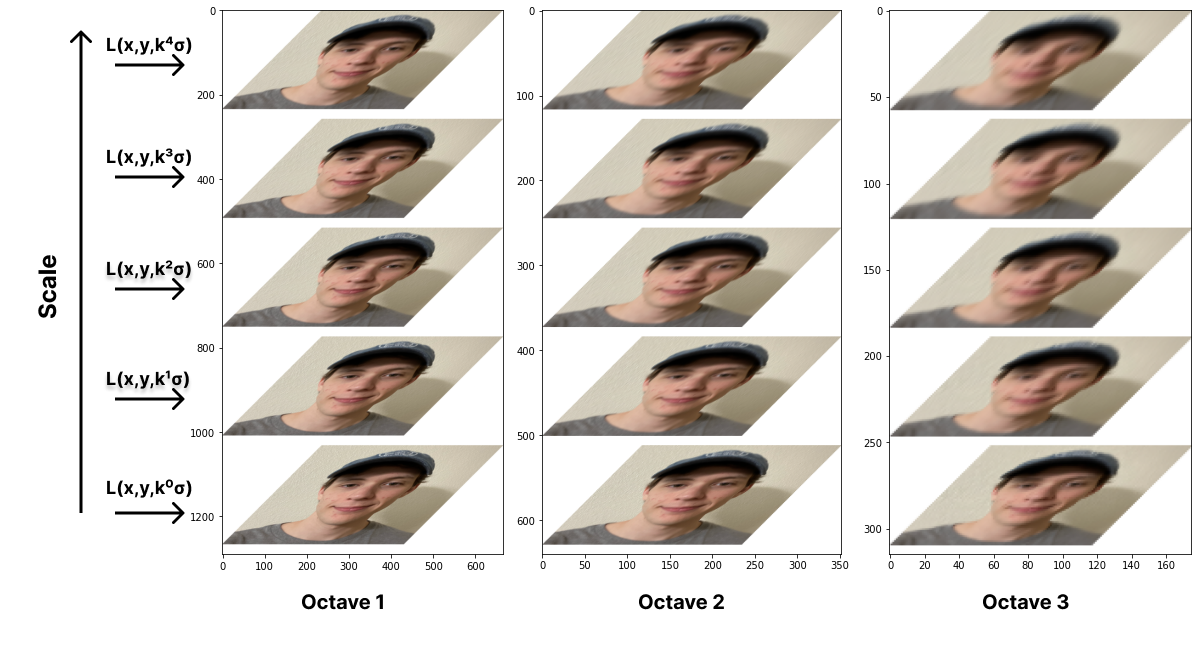 Scale
L(x,y,k⁴σ)
L(x,y,k³σ)
L(x,y,k²σ)
L(x,y,k¹σ)
L(x,y,k⁰σ)
0
200
400
600
800
1000
1200
0 100 200 300 400 500 600
Octave 1
0
100
200
300
400
500
600
0 50 100 150 200 250 300 350
Octave 2
0
50
100
150
200
250
300
0 20 40 60 80 100 120 140 160
Octave 3